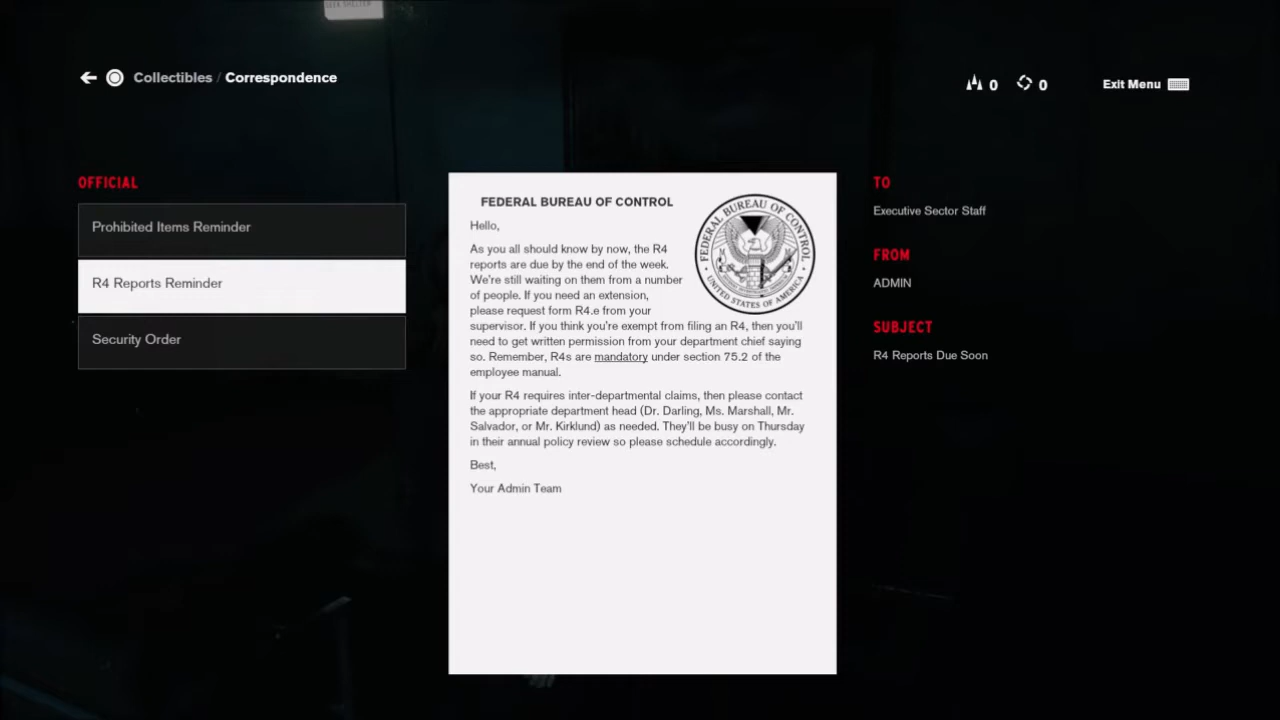 SEEK SHELTER
Collectibles / Correspondence
0
0
Exit Menu
OFFICIAL
Prohibited Items Reminder
R4 Reports Reminder
Security Order
FEDERAL BUREAU OF CONTROL
Hello,
As you all should know by now, the R4
reports are due by the end of the week.
We're still waiting on them from a number
of people. If you need an extension,
please request form R4.e from your
supervisor. If you think you're exempt from filing an R4, then you'll
need to get written permission from your department chief saying
so. Remember, R4s are mandatory under section 75.2 of the
employee manual.
If your R4 requires inter-departmental claims, then please contact
the appropriate department head (Dr. Darling, Ms. Marshall, Mr.
Salvador, or Mr. Kirklund) as needed. They'll be busy on Thursday
in their annual policy review so please schedule accordingly.
Best,
Your Admin Team
FEDERAL BUREAU OF CONTROL
UNITED STATES OF AMERICA
TO
Executive Sector Staff
FROM
ADMIN
SUBJECT
R4 Reports Due Soon